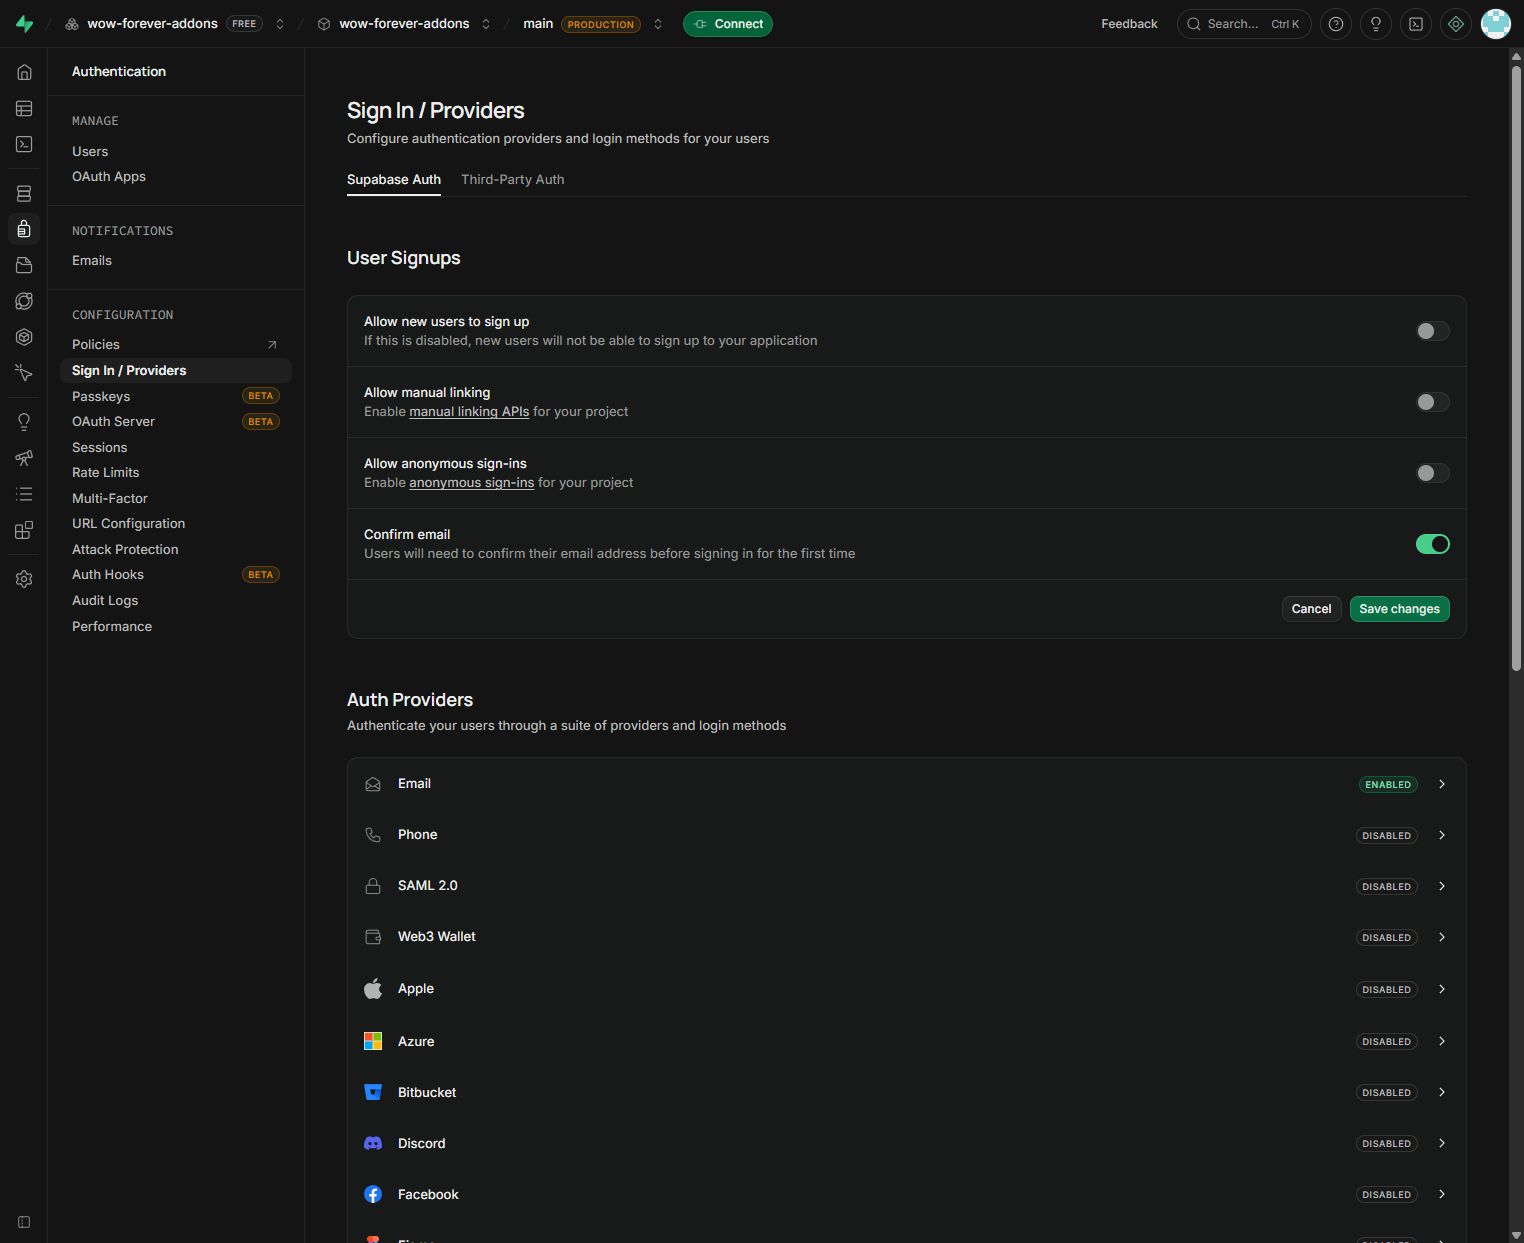 wow-forever-addons FREE wow-forever-addons main PRODUCTION Connect Feedback Search... Ctrl K
Authentication
MANAGE
Users
OAuth Apps
NOTIFICATIONS
Emails
CONFIGURATION
Policies
Sign In / Providers
Passkeys BETA
OAuth Server BETA
Sessions
Rate Limits
Multi-Factor
URL Configuration
Attack Protection
Auth Hooks BETA
Audit Logs
Performance
Sign In / Providers
Configure authentication providers and login methods for your users
Supabase Auth Third-Party Auth
User Signups
Allow new users to sign up
If this is disabled, new users will not be able to sign up to your application
Allow manual linking
Enable manual linking APIs for your project
Allow anonymous sign-ins
Enable anonymous sign-ins for your project
Confirm email
Users will need to confirm their email address before signing in for the first time
Cancel Save changes
Auth Providers
Authenticate your users through a suite of providers and login methods
Email ENABLED
Phone DISABLED
SAML 2.0 DISABLED
Web3 Wallet DISABLED
Apple DISABLED
Azure DISABLED
Bitbucket DISABLED
Discord DISABLED
Facebook DISABLED